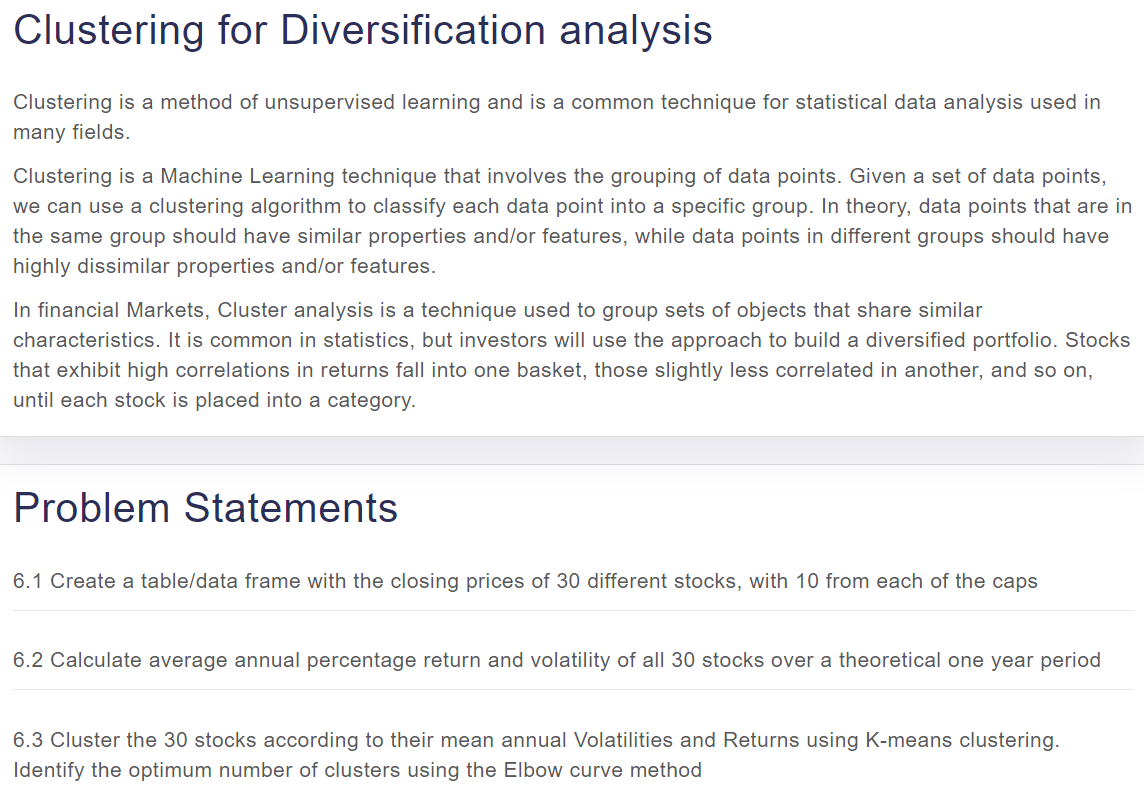 Clustering for Diversification analysis
Clustering is a method of unsupervised learning and is a common technique for statistical data analysis used in
many fields.
Clustering is a Machine Learning technique that involves the grouping of data points. Given a set of data points,
we can use a clustering algorithm to classify each data point into a specific group. In theory, data points that are in
the same group should have similar properties and/or features, while data points in different groups should have
highly dissimilar properties and/or features.
In financial Markets, Cluster analysis is a technique used to group sets of objects that share similar
characteristics. It is common in statistics, but investors will use the approach to build a diversified portfolio. Stocks
that exhibit high correlations in returns fall into one basket, those slightly less correlated in another, and so on,
until each stock is placed into a category.
Problem Statements
6.1 Create a table/data frame with the closing prices of 30 different stocks, with 10 from each of the caps
6.2 Calculate average annual percentage return and volatility of all 30 stocks over a theoretical one year period
6.3 Cluster the 30 stocks according to their mean annual Volatilities and Returns using K-means clustering.
Identify the optimum number of clusters using the Elbow curve method